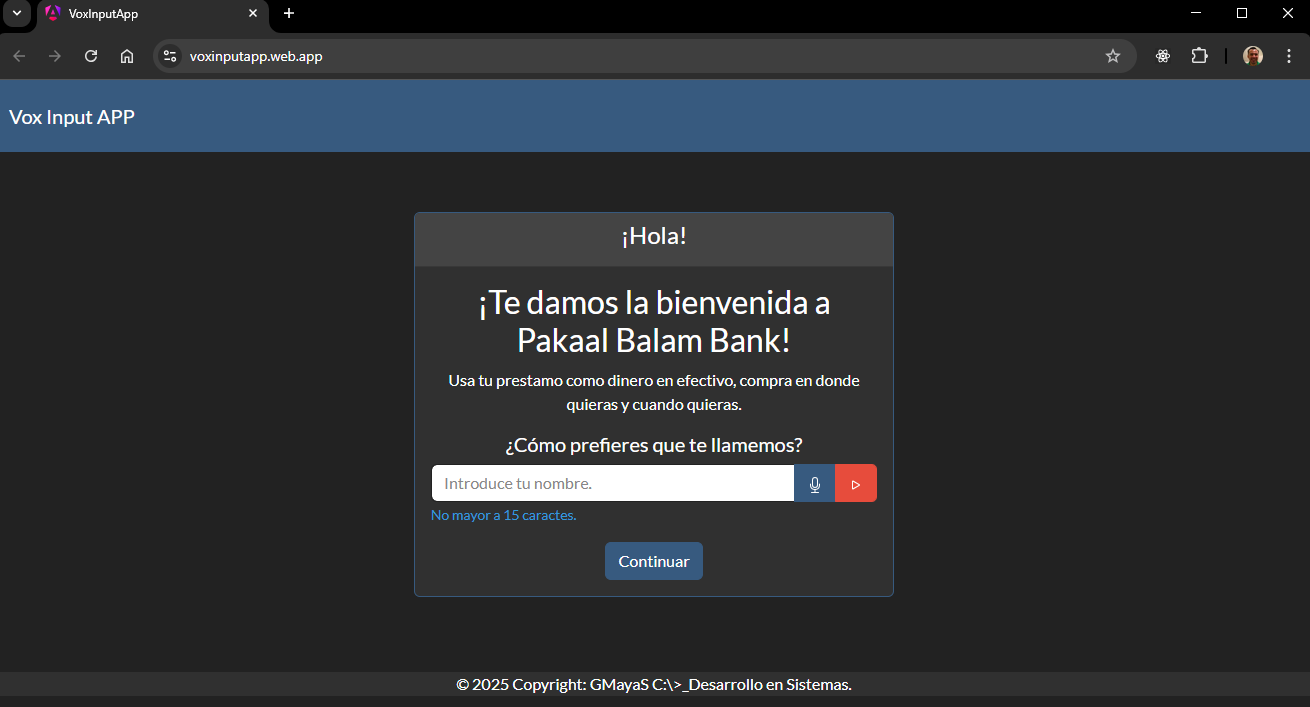 VoxInputApp
voxinputapp.web.app
Vox Input APP
¡Hola!
¡Te damos la bienvenida a
Pakaal Balam Bank!
Usa tu prestamo como dinero en efectivo, compra en donde
quieras y cuando quieras.
¿Cómo prefieres que te llamemos?
Introduce tu nombre.
No mayor a 15 caractes.
Continuar
© 2025 Copyright: GMayaS C:\>_Desarrollo en Sistemas.